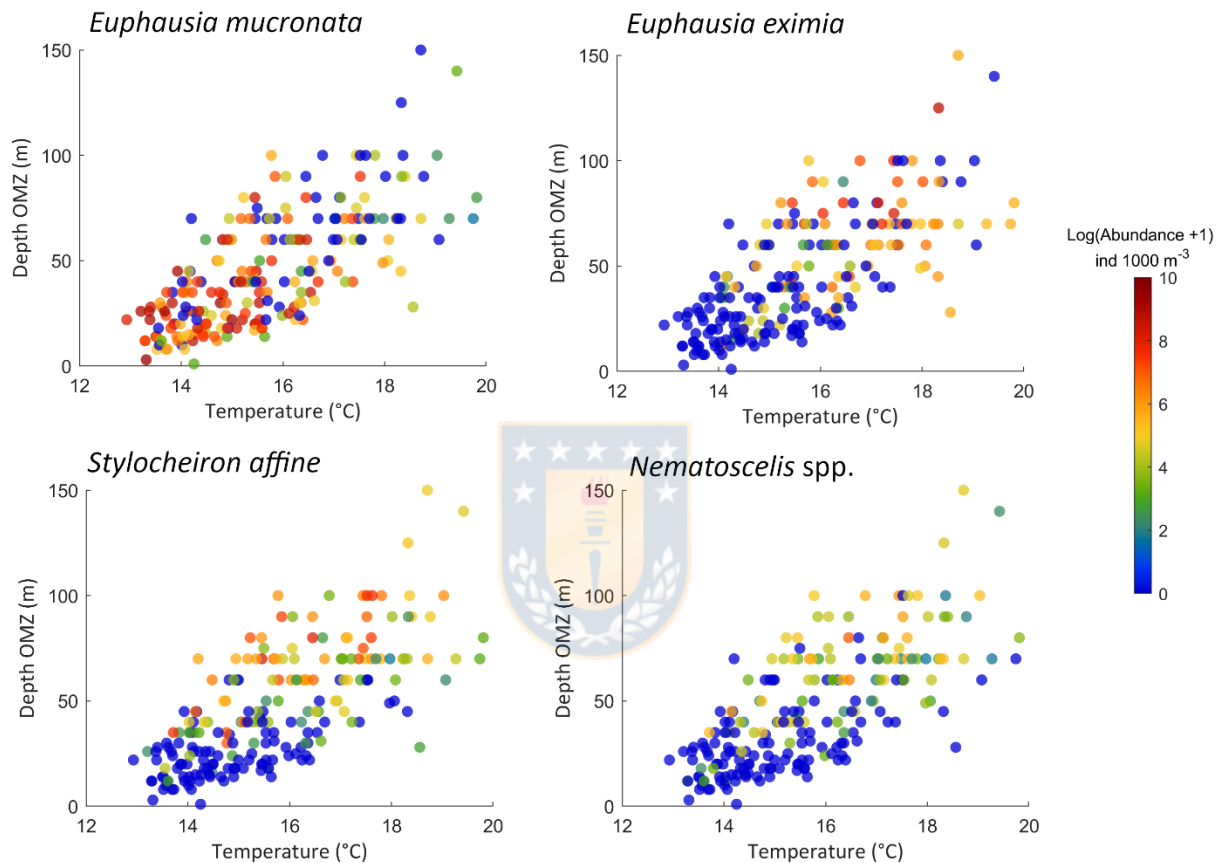 Euphausia mucronata
150
100
50
0
Depth OMZ (m)
14
16
18
20
Temperature (°C)
Euphausia eximia
150
100
50
0
Depth OMZ (m)
12
14
16
18
20
Temperature (°C)
Log(Abundance +1)
ind 1000 m⁻³
10
8
6
4
2
0
Stylocheiron affine
150
100
50
0
Depth OMZ (m)
12
14
16
18
20
Temperature (°C)
Nematoscelis spp.
150
100
50
0
Depth OMZ (m)
12
14
16
18
20
Temperature (°C)